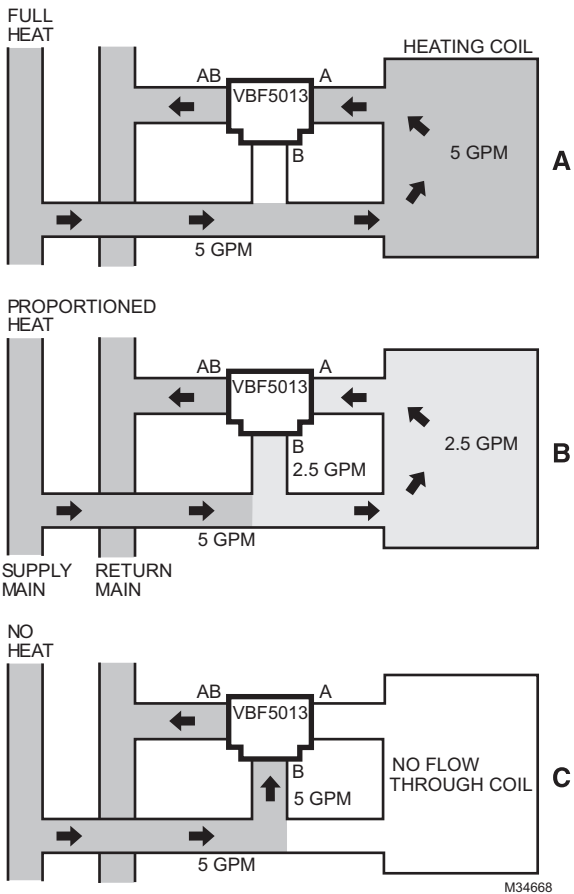 FULL
HEAT
HEATING COIL
AB
A
VBF5013
B
5 GPM
A
5 GPM
PROPORTIONED
HEAT
AB
A
VBF5013
B
2.5 GPM
2.5 GPM
B
5 GPM
SUPPLY
MAIN
RETURN
MAIN
NO
HEAT
AB
A
VBF5013
B
5 GPM
NO FLOW
THROUGH COIL
C
5 GPM
M34668